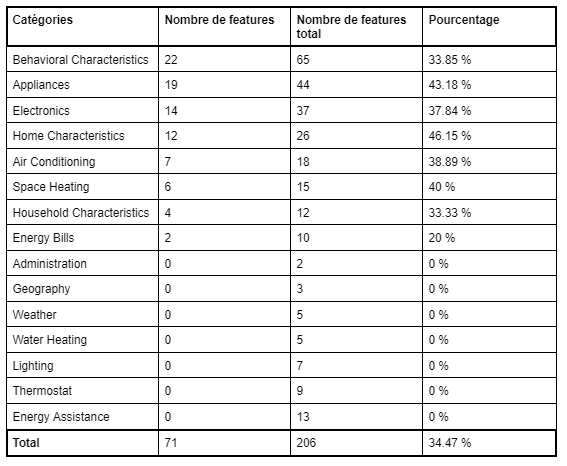 Catégories Nombre de features Nombre de features total Pourcentage
Behavioral Characteristics 22 65 33.85 %
Appliances 19 44 43.18 %
Electronics 14 37 37.84 %
Home Characteristics 12 26 46.15 %
Air Conditioning 7 18 38.89 %
Space Heating 6 15 40 %
Household Characteristics 4 12 33.33 %
Energy Bills 2 10 20 %
Administration 0 2 0 %
Geography 0 3 0 %
Weather 0 5 0 %
Water Heating 0 5 0 %
Lighting 0 7 0 %
Thermostat 0 9 0 %
Energy Assistance 0 13 0 %
Total 71 206 34.47 %